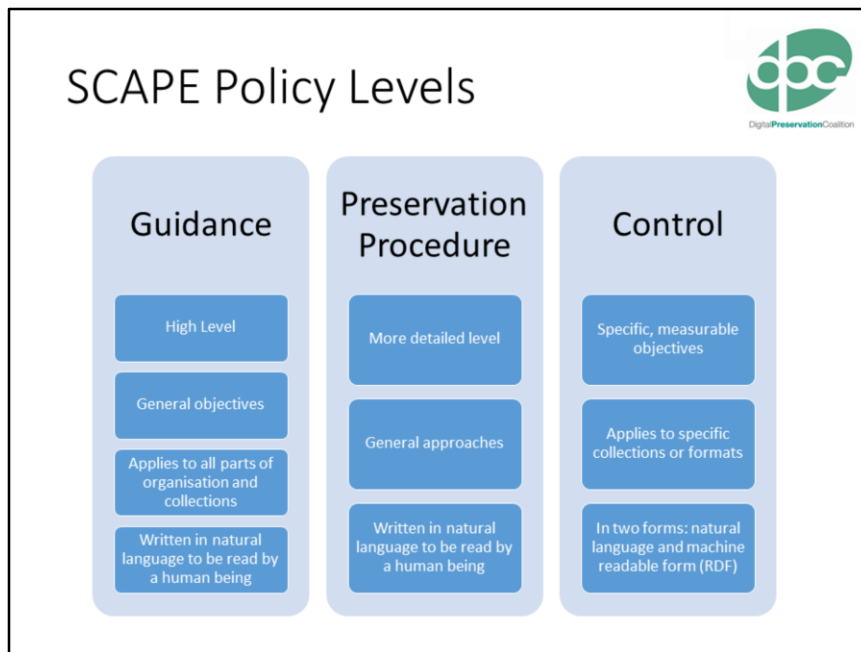 SCAPE Policy Levels
dpc
DigitalPreservationCoalition
Guidance
High Level
General objectives
Applies to all parts of
organisation and
collections
Written in natural
language to be read by
a human being
Preservation
Procedure
More detailed level
General approaches
Written in natural
language to be read by
a human being
Control
Specific, measurable
objectives
Applies to specific
collections or formats
In two forms: natural
language and machine
readable form (RDF)